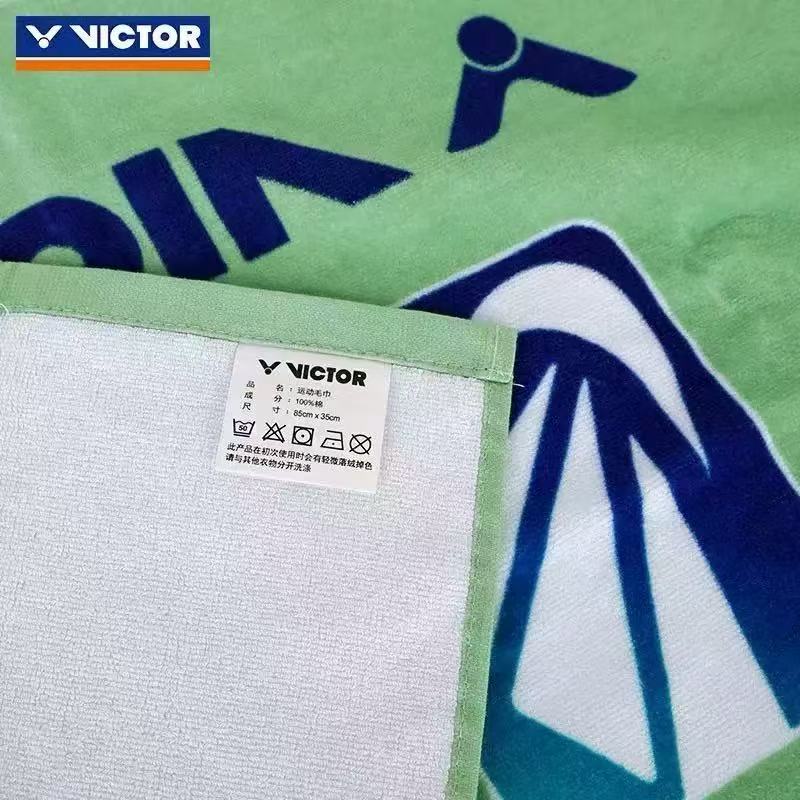 VICTOR
VICTOR
品 名：运动毛巾
成 分：100%棉
尺 寸：85cm x 35cm
50
此产品在初次使用时会有轻微落绒掉色
请与其他衣物分开洗涤